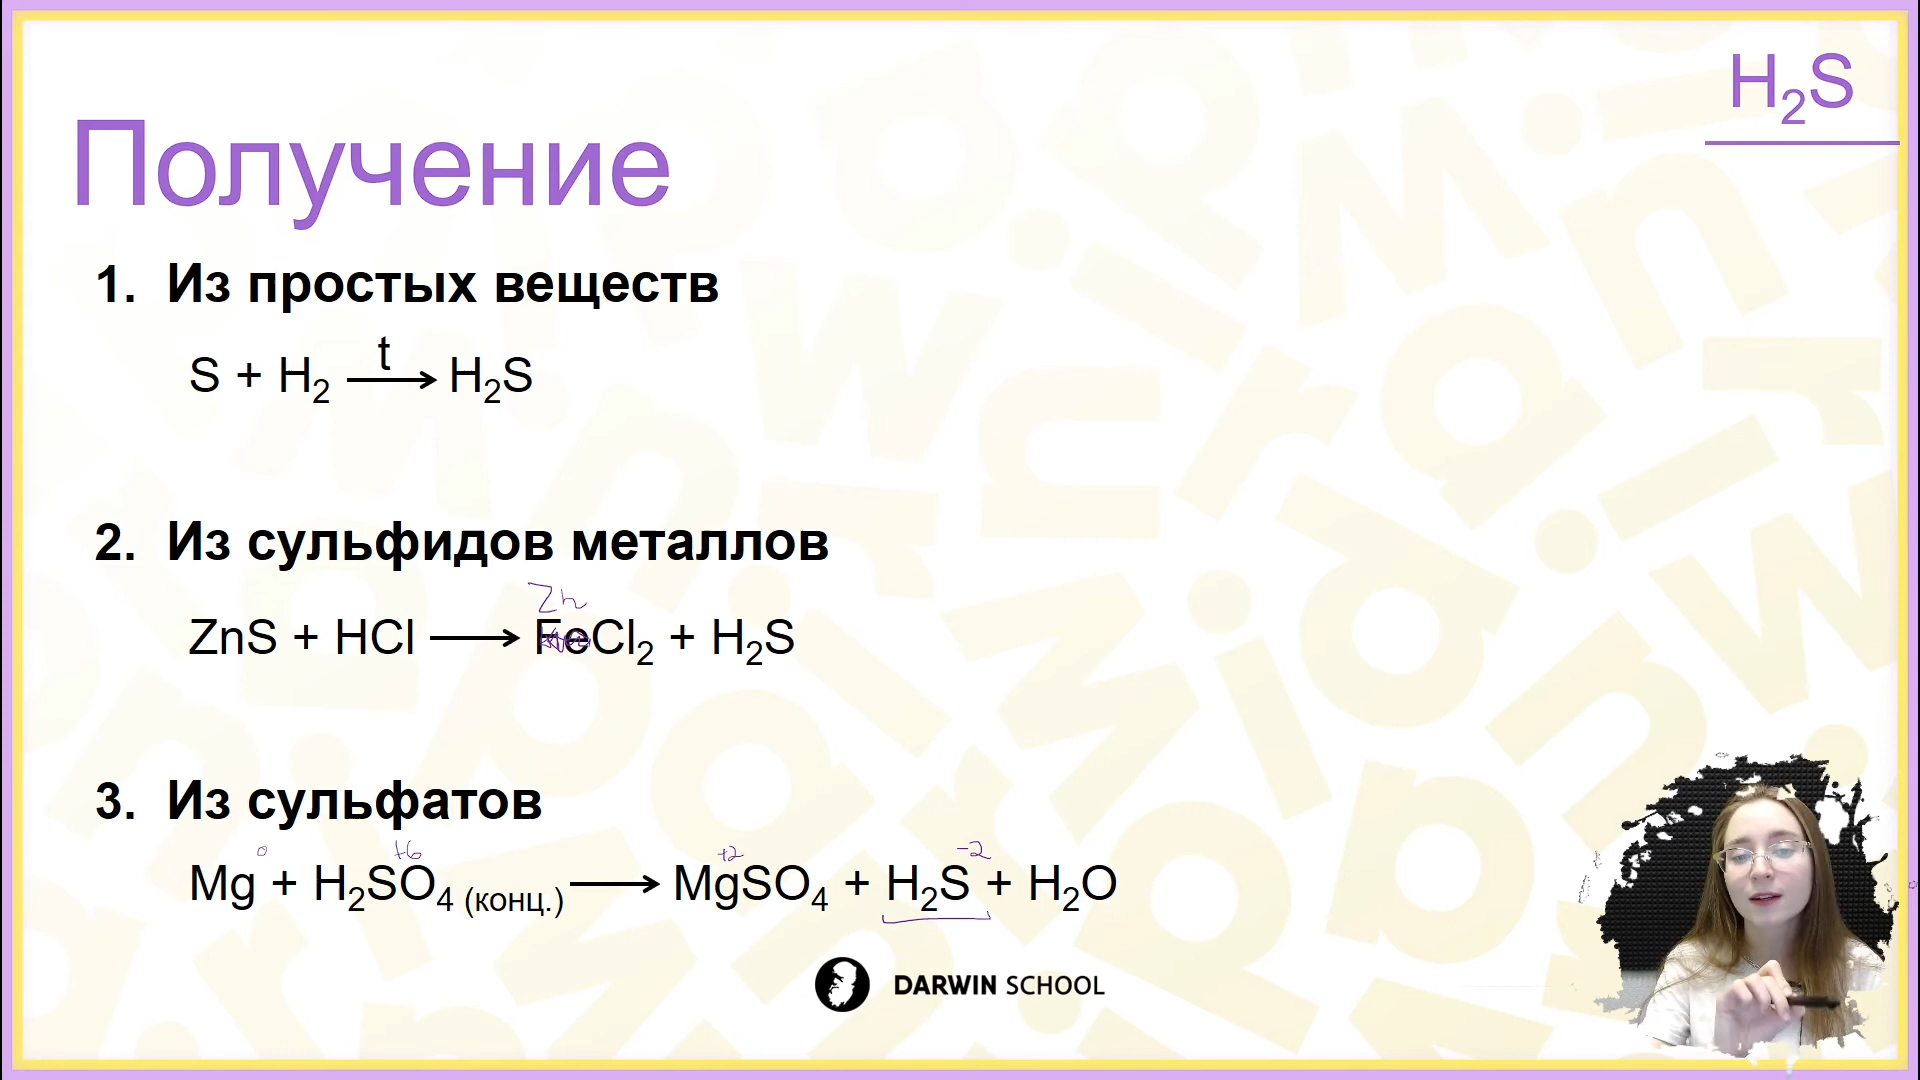 H₂S
Получение
1. Из простых веществ
t
S + H₂ → H₂S
2. Из сульфидов металлов
Zn
ZnS + HCl → FeCl₂ + H₂S
3. Из сульфатов
0 +6 +2 -2
Mg + H₂SO₄ (конц.) → MgSO₄ + H₂S + H₂O
DARWIN SCHOOL